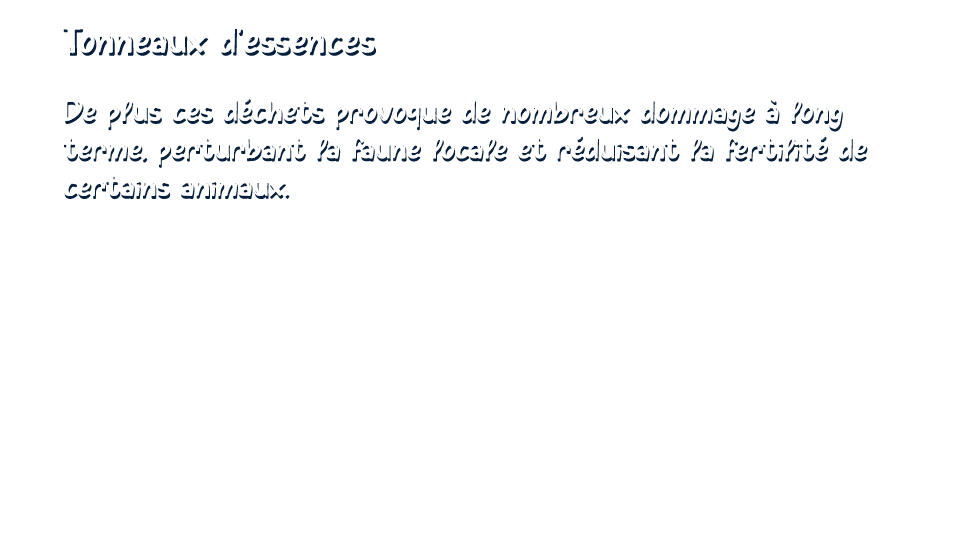 Tonneaux d'essences
De plus ces déchets provoque de nombreux dommage à long
terme, perturbant la faune locale et réduisant la fertilité de
certains animaux.